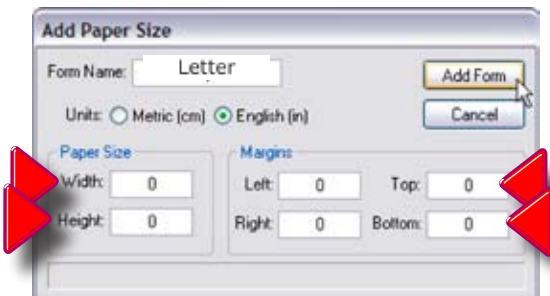 Add Paper Size
Form Name: Letter
Add Form
Units: Metric (cm) English (in)
Cancel
Paper Size
Margins
Width: 0
Left: 0
Top: 0
Height: 0
Right: 0
Bottom: 0